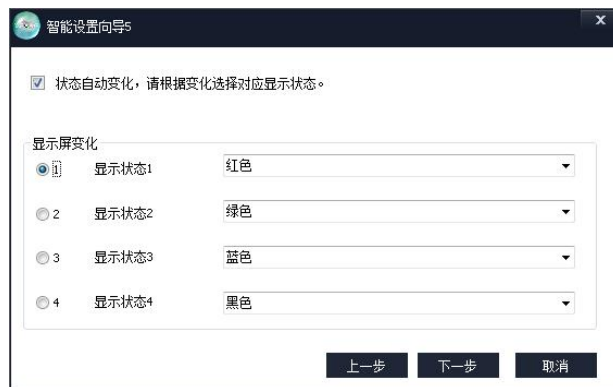 智能设置向导5
x
状态自动变化，请根据变化选择对应显示状态。
显示屏变化
1 显示状态1 红色
2 显示状态2 绿色
3 显示状态3 蓝色
4 显示状态4 黑色
上一步 下一步 取消